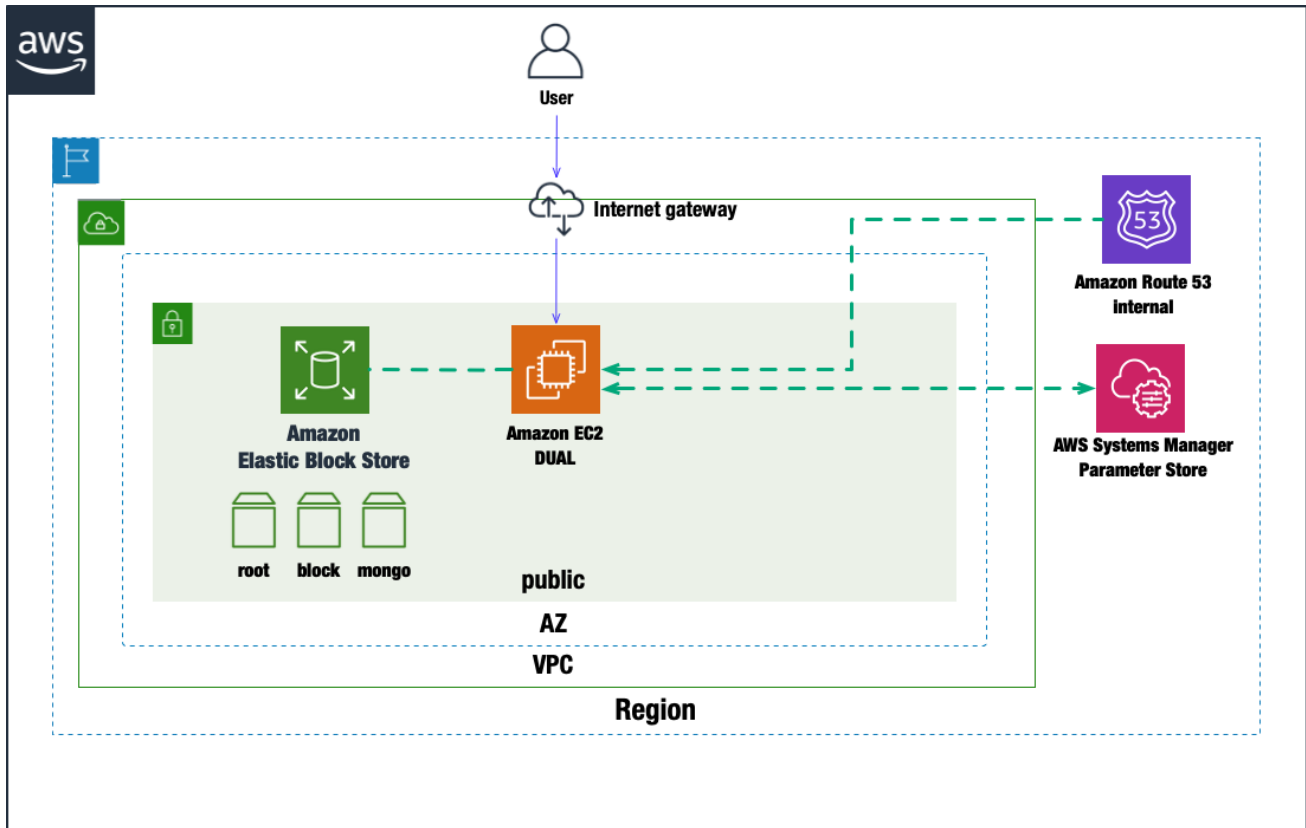 aws
User
Internet gateway
53
Amazon Route 53
internal
Amazon
Elastic Block Store
Amazon EC2
DUAL
AWS Systems Manager
Parameter Store
root
block
mongo
public
AZ
VPC
Region